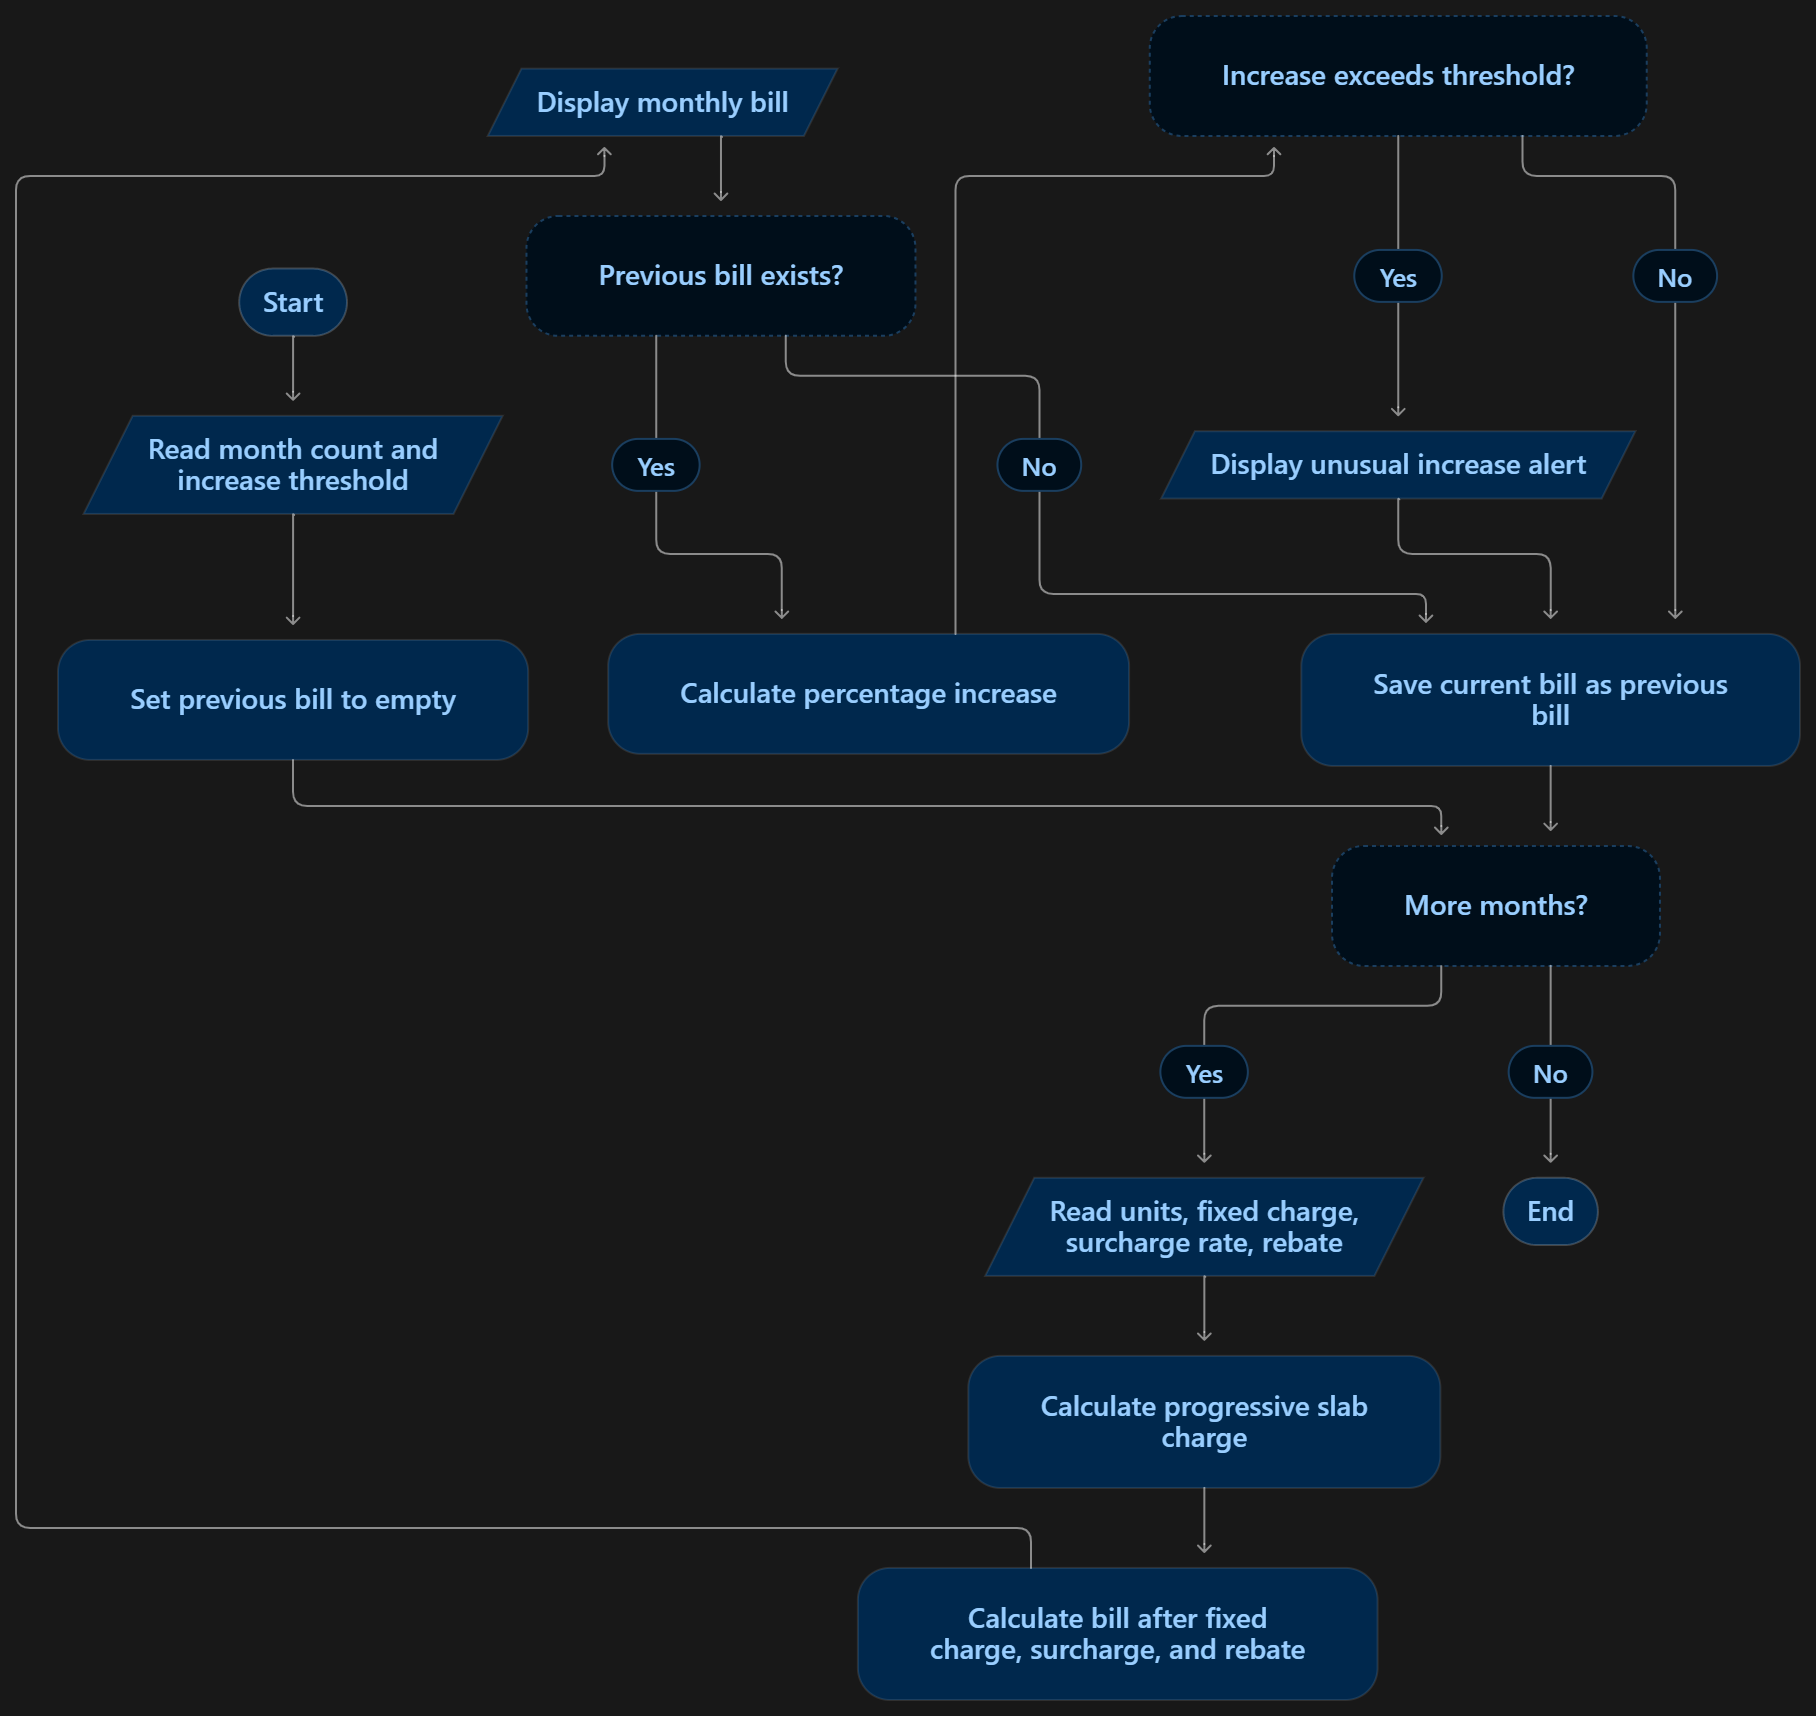 Increase exceeds threshold?
Display monthly bill
Previous bill exists?
Yes
No
Start
Read month count and
increase threshold
Yes
No
Display unusual increase alert
Set previous bill to empty
Calculate percentage increase
Save current bill as previous
bill
More months?
Yes
No
Read units, fixed charge,
surcharge rate, rebate
End
Calculate progressive slab
charge
Calculate bill after fixed
charge, surcharge, and rebate